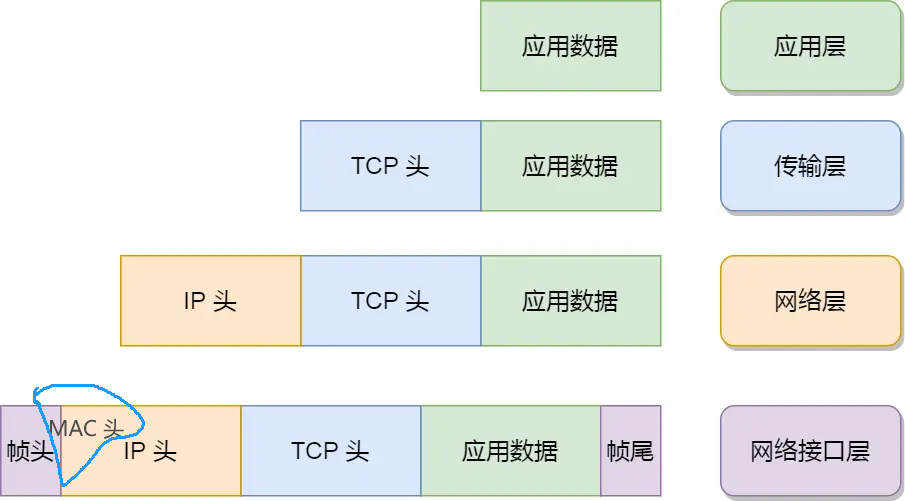 应用数据 应用层
TCP 头 应用数据 传输层
IP 头 TCP 头 应用数据 网络层
MAC 头
帧头 IP 头 TCP 头 应用数据 帧尾 网络接口层